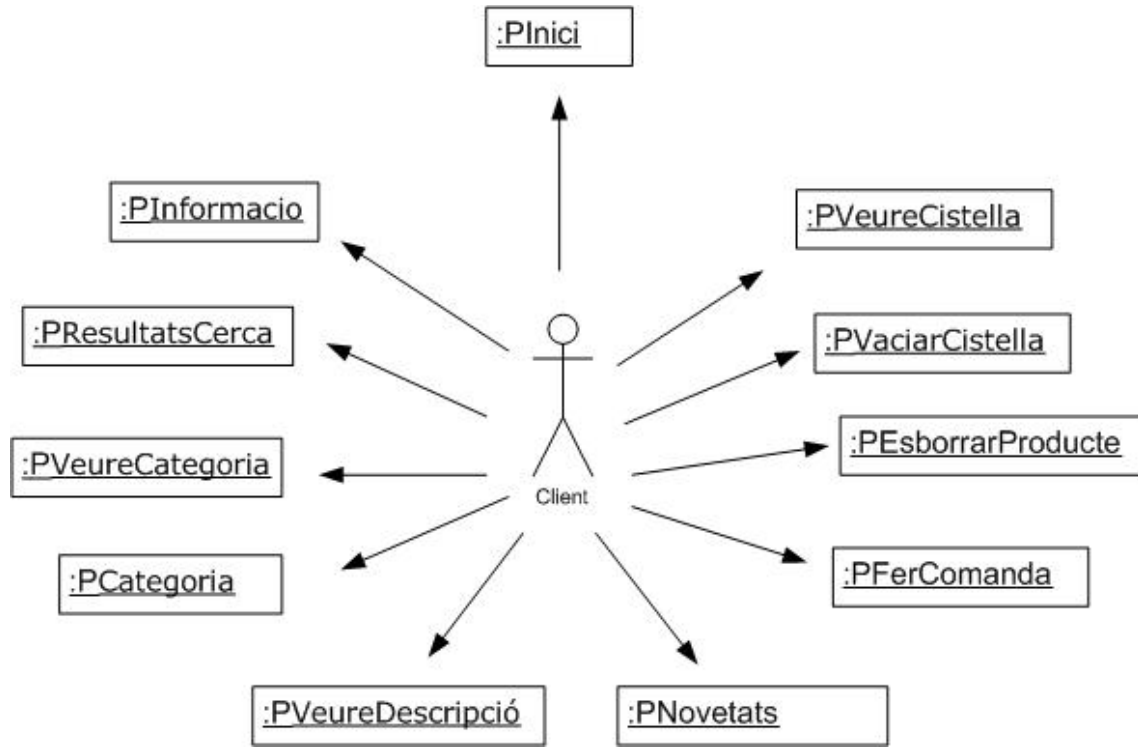 :PInici
:PInformacio
:PVeureCistella
:PResultatsCerca
:PVaciarCistella
:PVeureCategoria
:PEsborrarProducte
Client
:PCategoria
:PFerComanda
:PVeureDescripció
:PNovetats